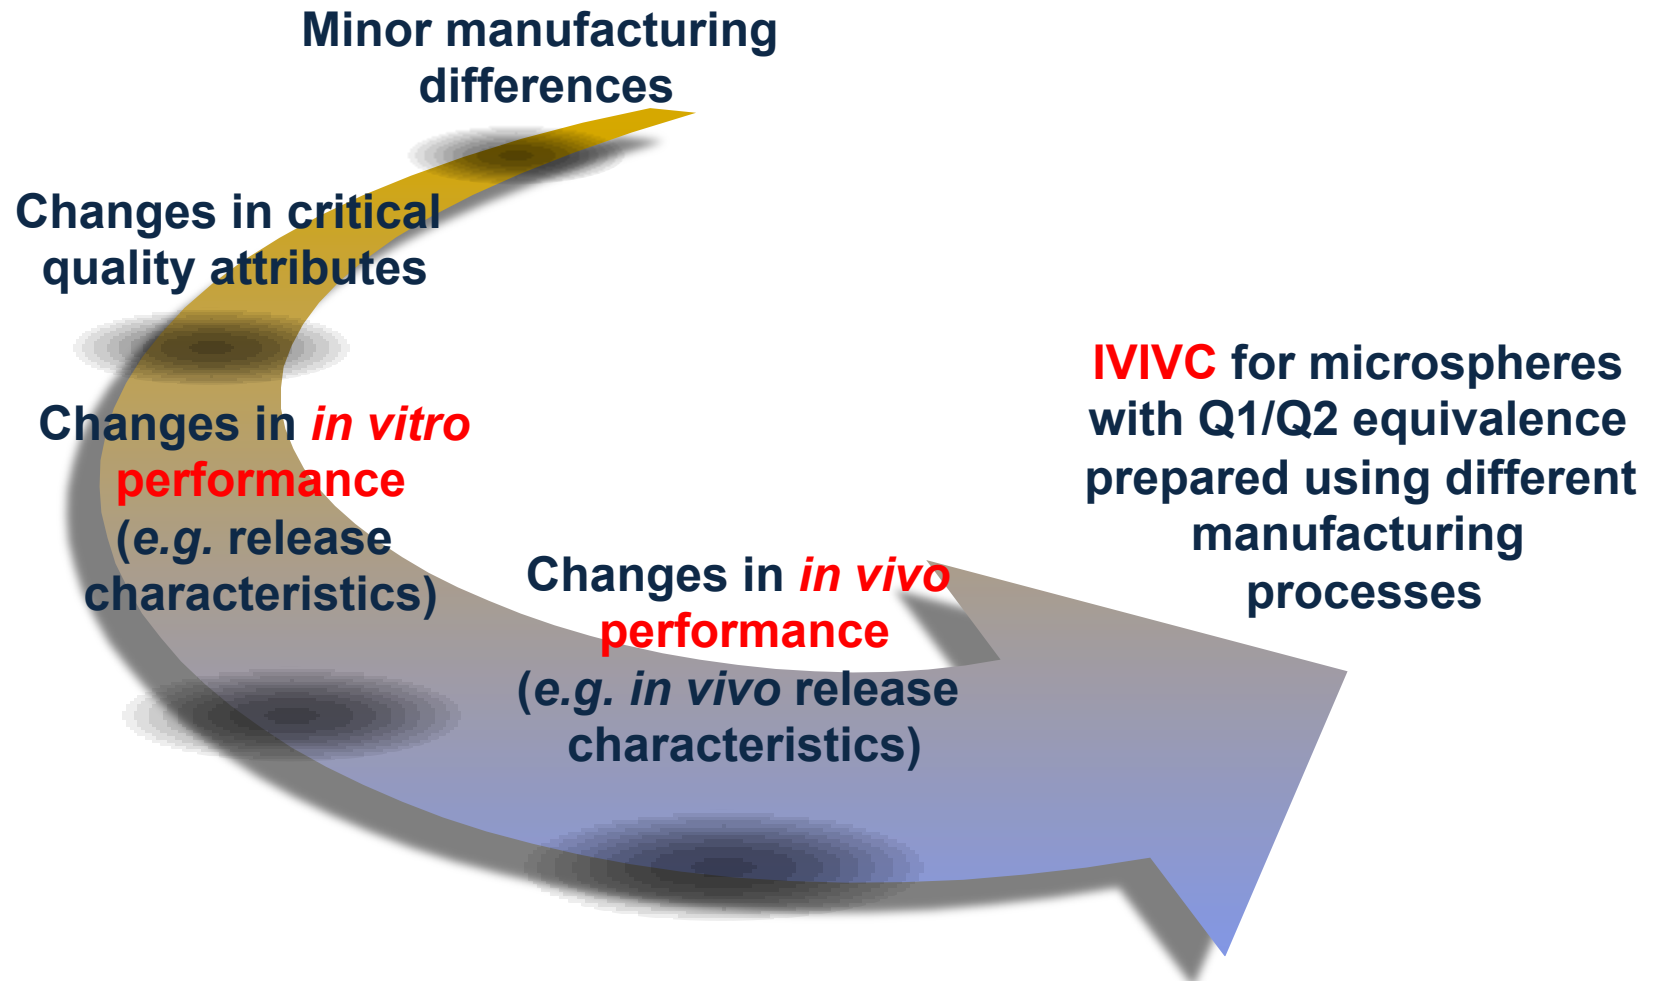 Minor manufacturing
differences
Changes in critical
quality attributes
Changes in in vitro
performance
(e.g. release
characteristics)
Changes in in vivo
performance
(e.g. in vivo release
characteristics)
IVIVC for microspheres
with Q1/Q2 equivalence
prepared using different
manufacturing
processes